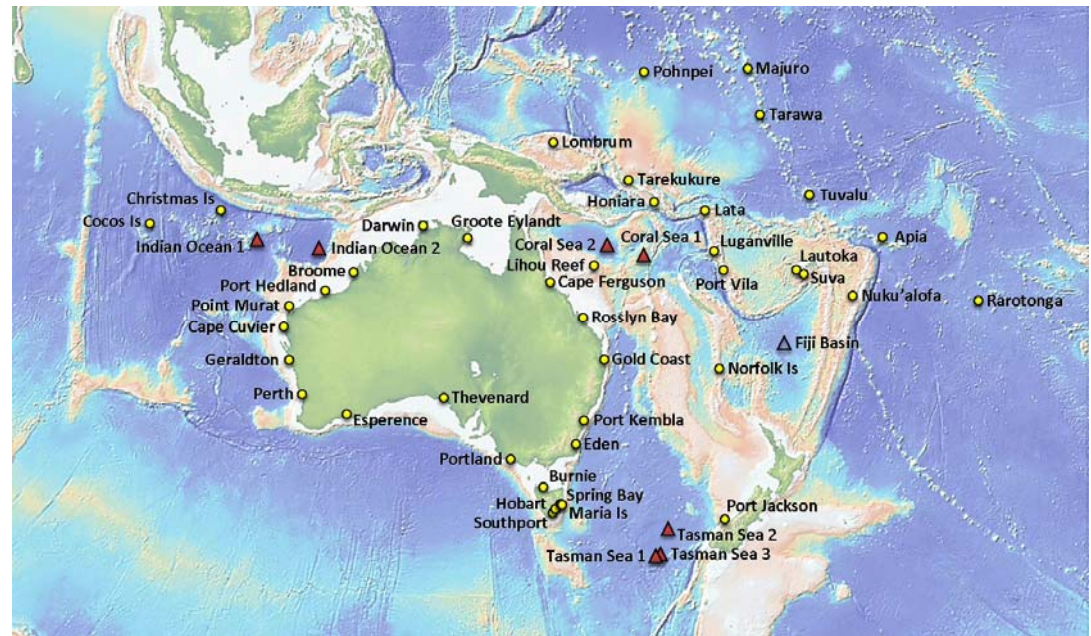 Pohnpei
Majuro
Tarawa
Lombrum
Tarekukure
Tuvalu
Christmas Is
Honiara
Lata
Cocos Is
Darwin
Groote Eylandt
Coral Sea 1
Apia
Indian Ocean 1
Indian Ocean 2
Coral Sea 2
Luganville
Lautoka
Broome
Lihou Reef
Suva
Port Hedland
Cape Ferguson
Port Vila
Nuku'alofa
Rarotonga
Point Murat
Rosslyn Bay
Cape Cuvier
Fiji Basin
Geraldton
Gold Coast
Norfolk Is
Perth
Thevenard
Esperence
Port Kembla
Eden
Portland
Burnie
Hobart
Spring Bay
Southport
Maria Is
Port Jackson
Tasman Sea 2
Tasman Sea 1
Tasman Sea 3